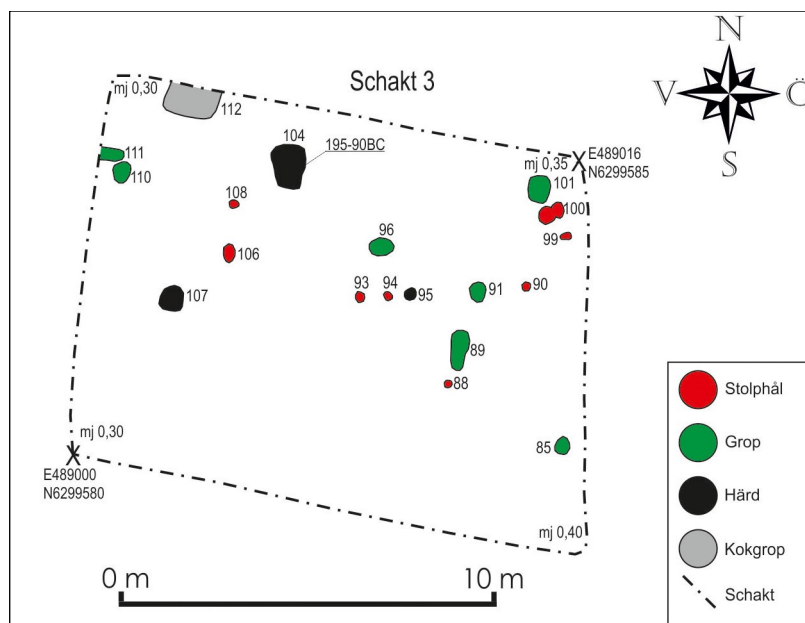 Schakt 3
N
V
Ö
S
mj 0,30
112
104
195-90BC
111
110
108
106
107
96
93
94
95
91
90
89
88
85
mj 0,35
101
100
99
E489016
N6299585
mj 0,30
E489000
N6299580
mj 0,40
0 m
10 m
Stolphål
Grop
Härd
Kokgrop
Schakt